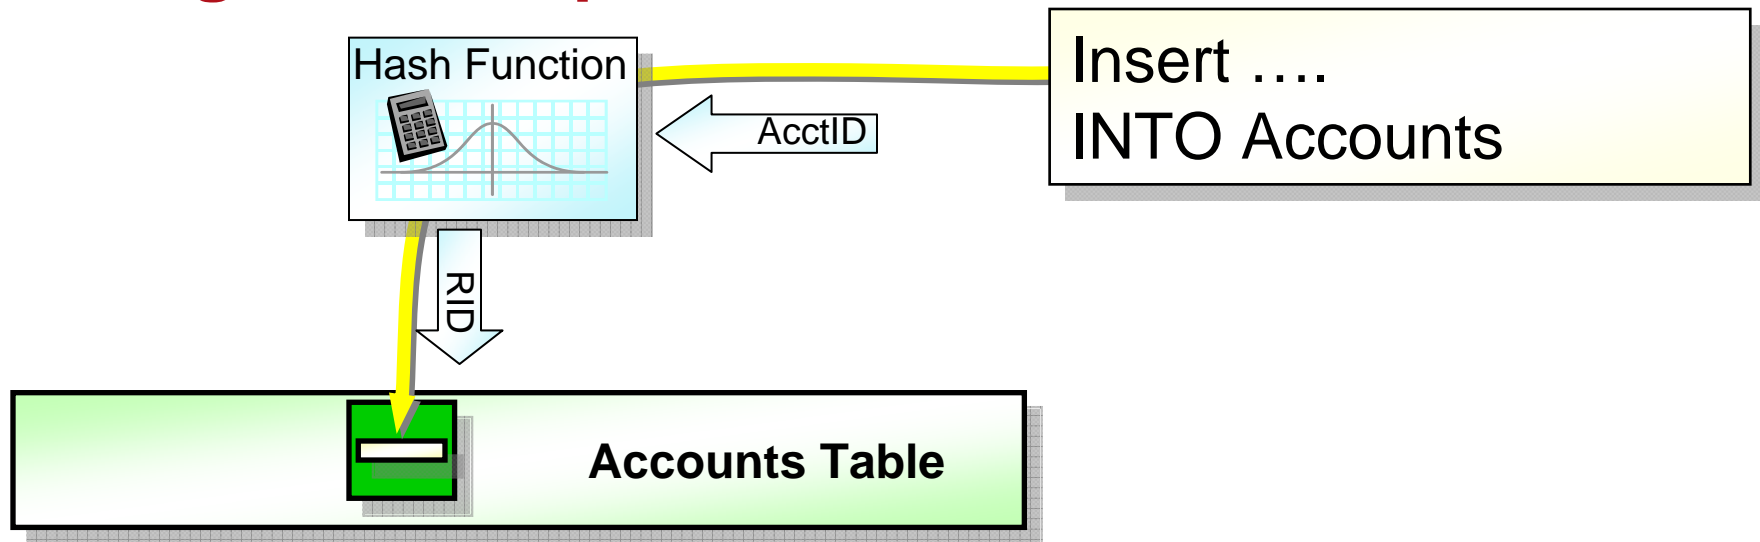 Hash Function
Insert ....
INTO Accounts
AcctID
RID
Accounts Table